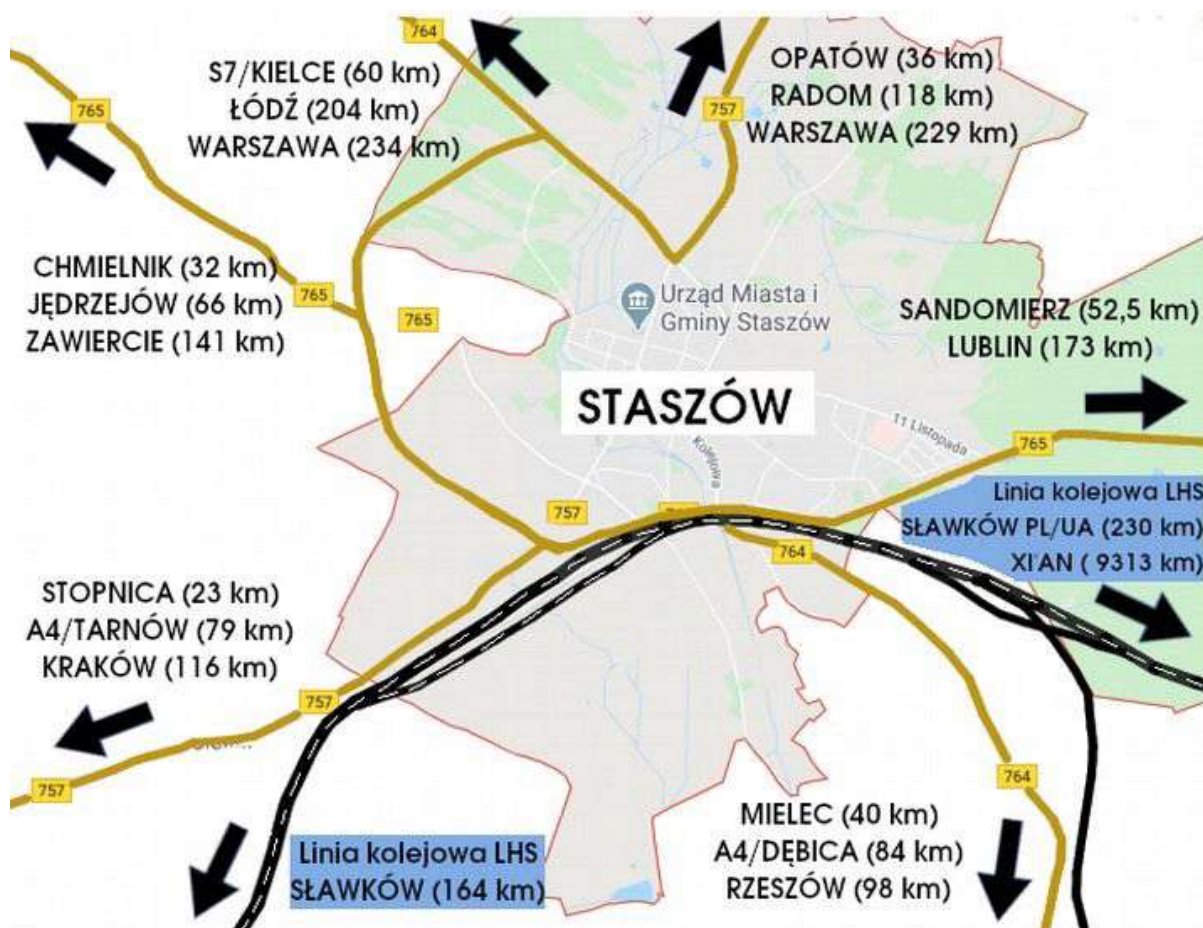 764
S7/KIELCE (60 km)
ŁÓDŹ (204 km)
WARSZAWA (234 km)
757
OPATÓW (36 km)
RADOM (118 km)
WARSZAWA (229 km)
765
CHMIELNIK (32 km)
JĘDRZEJÓW (66 km)
ZAWIERCIE (141 km)
765
765
Urząd Miasta i
Gminy Staszów
SANDOMIERZ (52,5 km)
LUBLIN (173 km)
STASZÓW
11 Listopada
Kolejowa
765
757
764
Linia kolejowa LHS
SŁAWKÓW PL/UA (230 km)
XI'AN ( 9313 km)
STOPNICA (23 km)
A4/TARNÓW (79 km)
KRAKÓW (116 km)
757
757
Linia kolejowa LHS
SŁAWKÓW (164 km)
764
MIELEC (40 km)
A4/DĘBICA (84 km)
RZESZÓW (98 km)